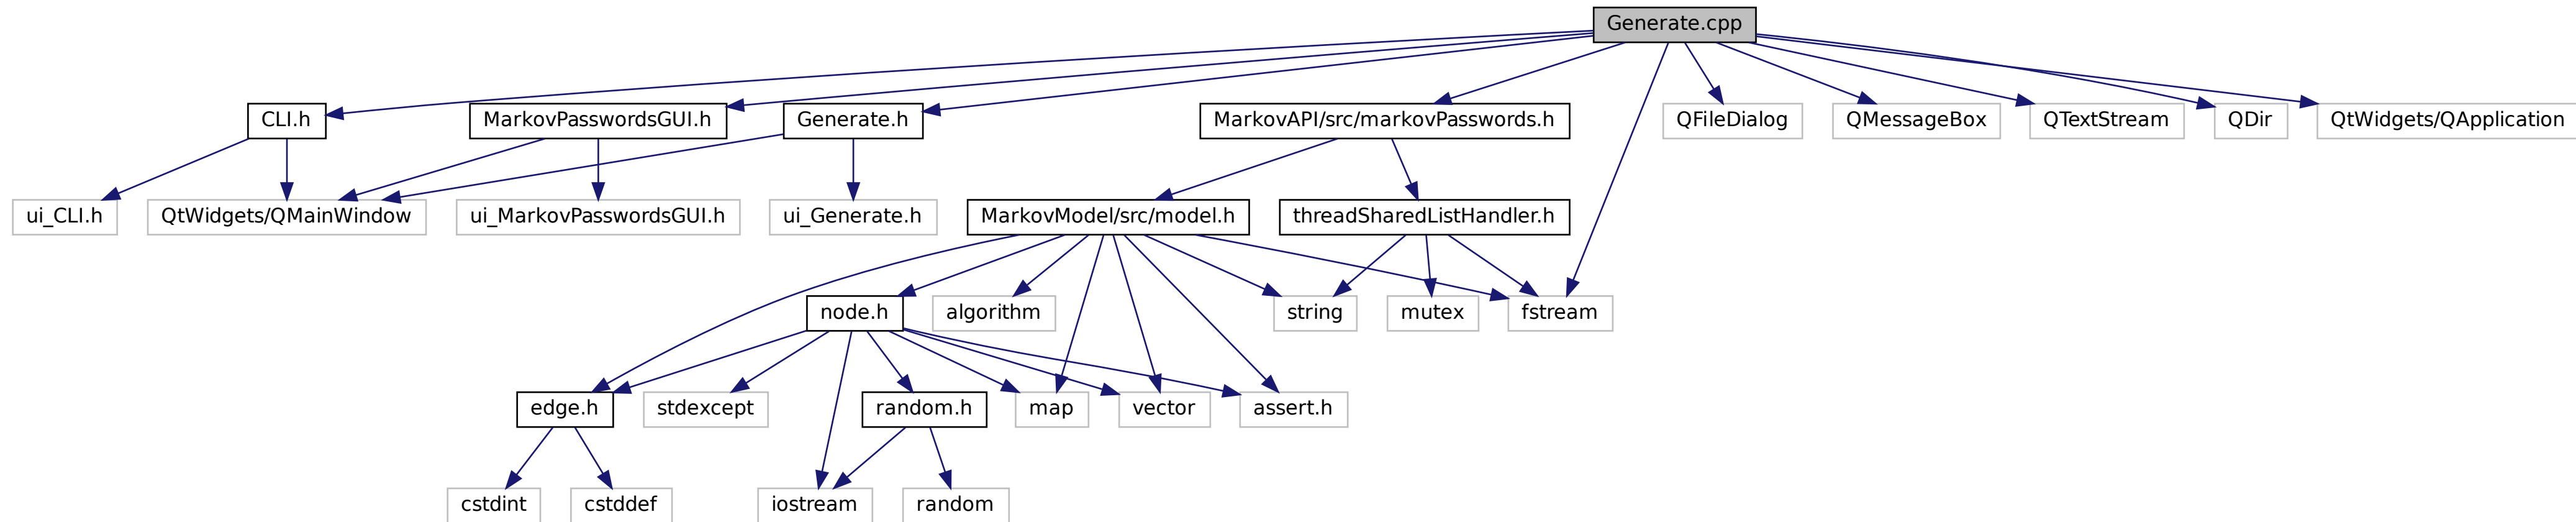 Generate.cpp
CLI.h
MarkovPasswordsGUI.h
Generate.h
MarkovAPI/src/markovPasswords.h
QFileDialog
QMessageBox
QTextStream
QDir
QtWidgets/QApplication
ui_CLI.h
QtWidgets/QMainWindow
ui_MarkovPasswordsGUI.h
ui_Generate.h
MarkovModel/src/model.h
threadSharedListHandler.h
node.h
algorithm
string
mutex
fstream
edge.h
stdexcept
random.h
map
vector
assert.h
cstdint
cstddef
iostream
random